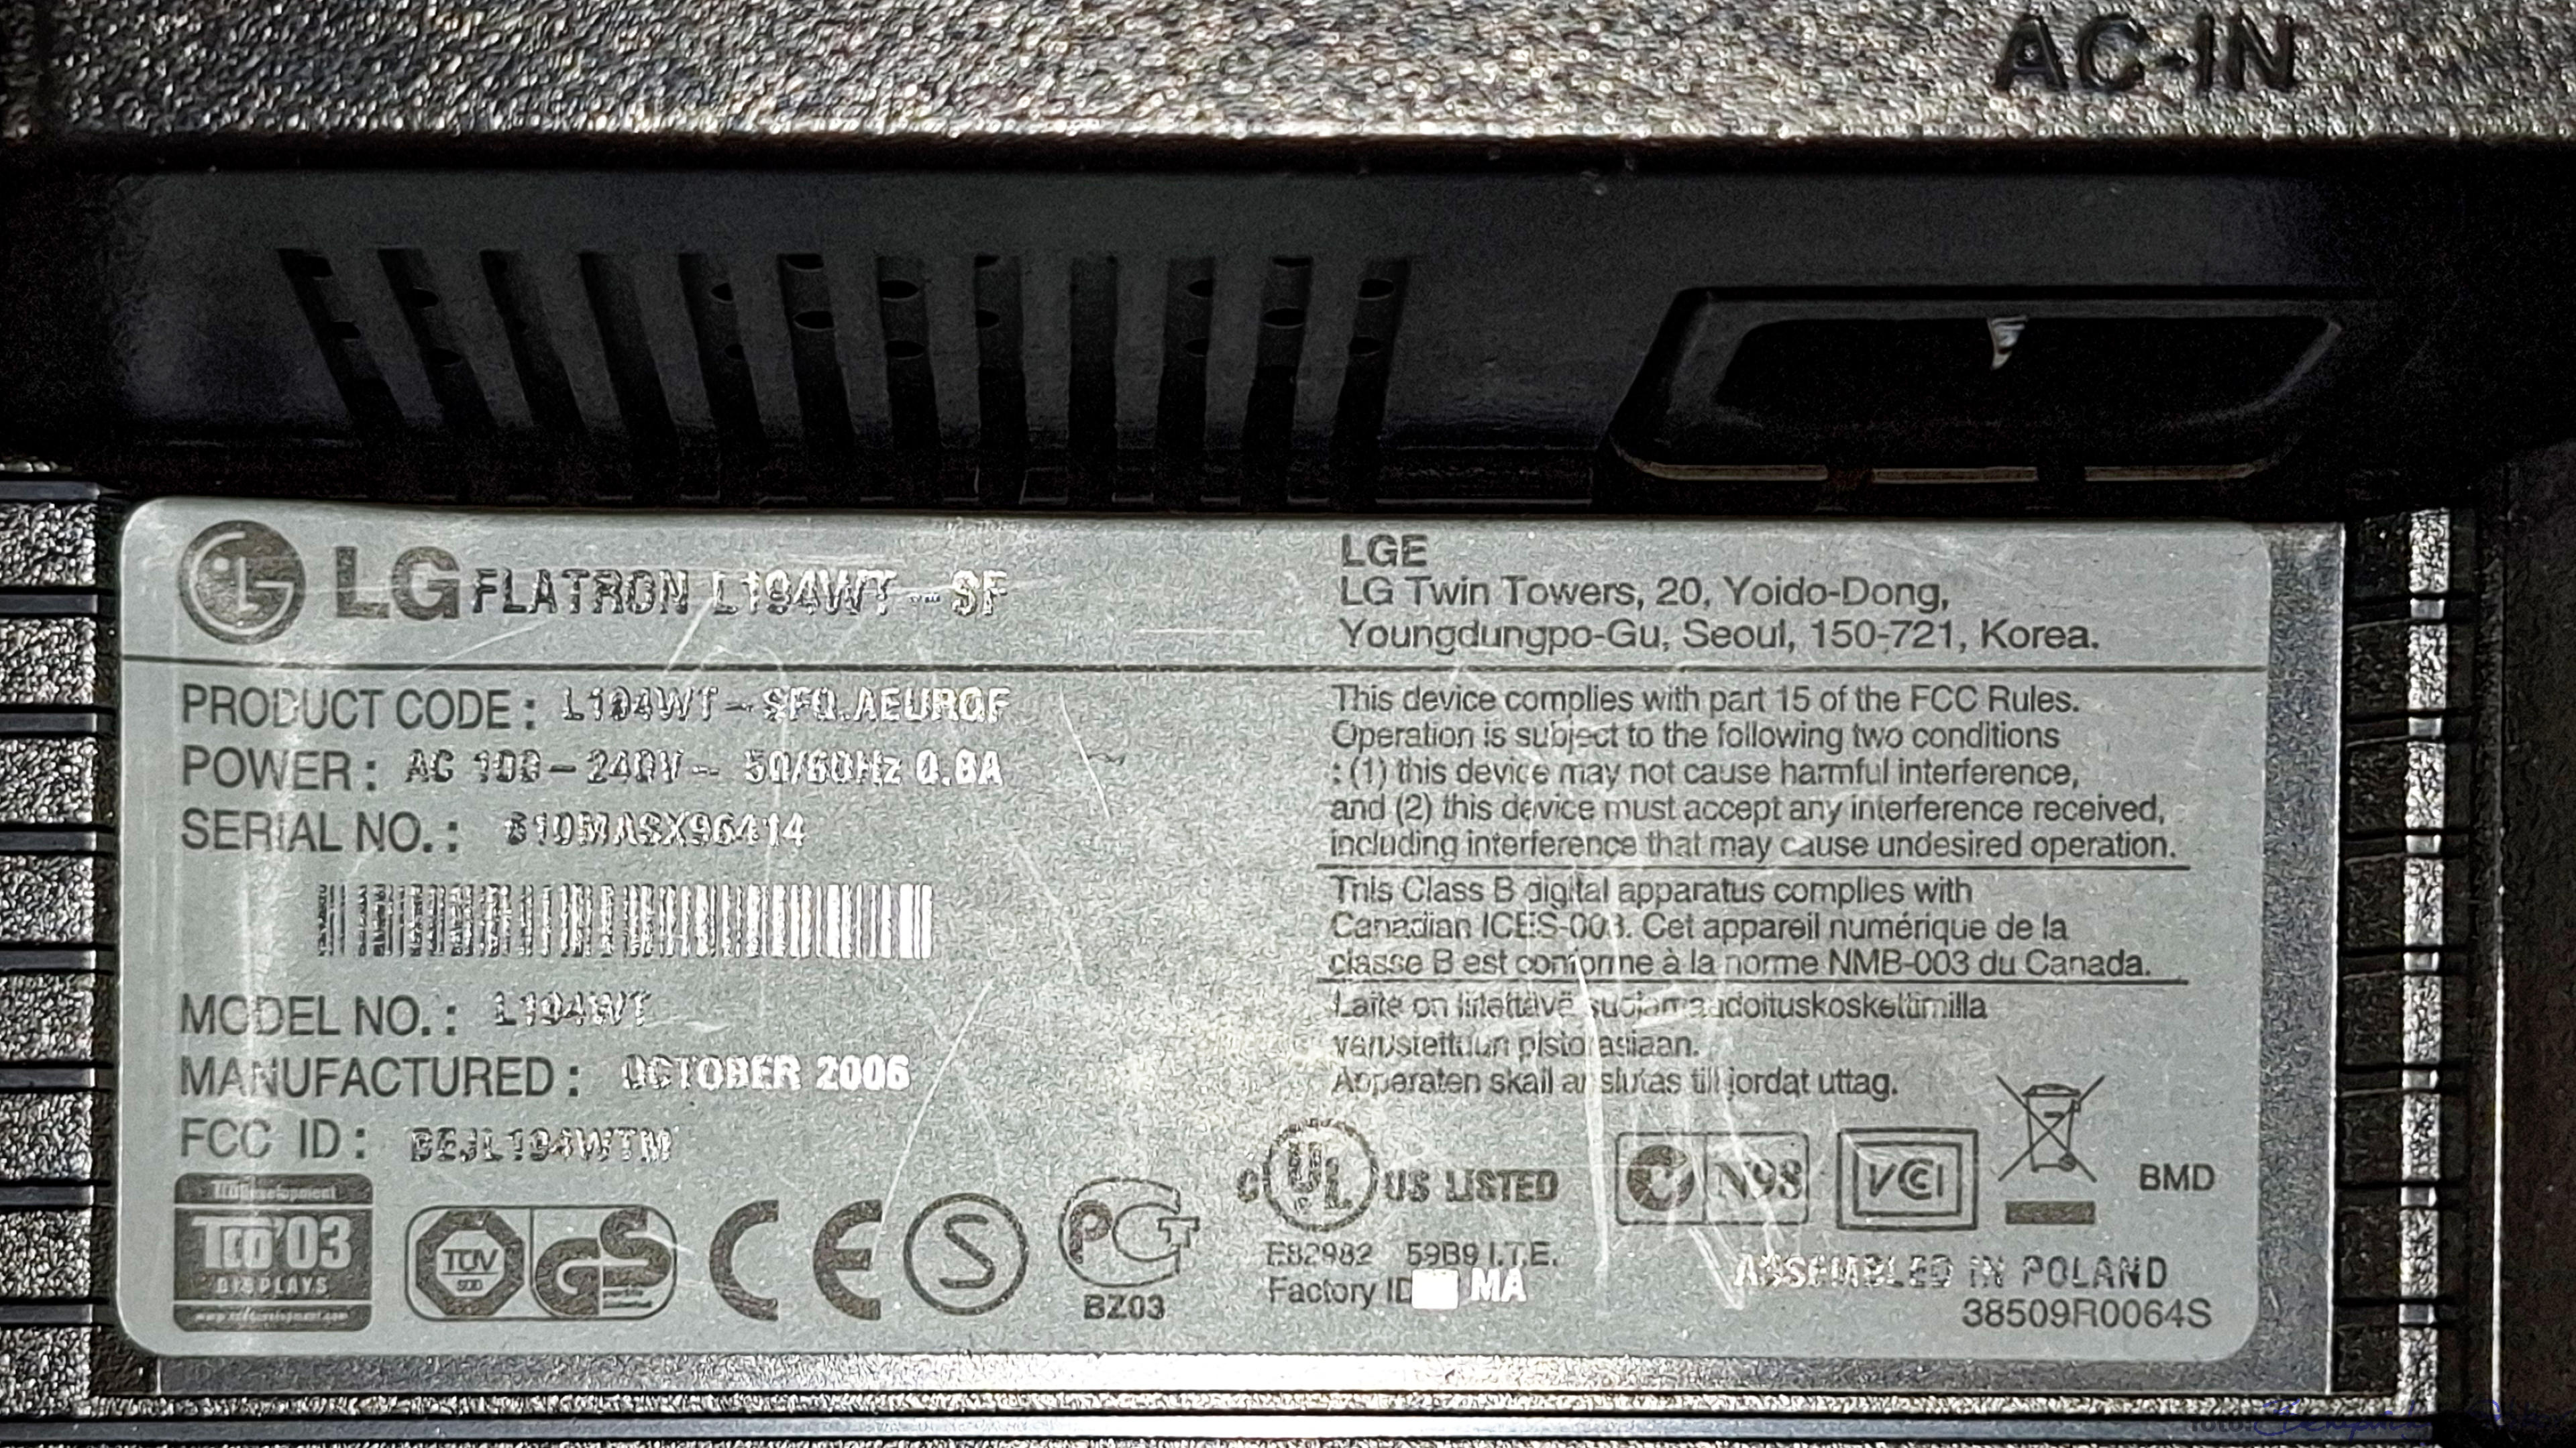 AC-IN
LG FLATRON L194WT-SF
LGE
LG Twin Towers, 20, Yoido-Dong,
Youngdungpo-Gu, Seoul, 150-721, Korea.
PRODUCT CODE : L194WT-SFQ.AEURQF
POWER : AC 100-240V~ 50/60Hz 0.8A
SERIAL NO. : 610MASX96414
MODEL NO. : L194WT
MANUFACTURED : OCTOBER 2006
FCC ID : BEJL194WTM
This device complies with part 15 of the FCC Rules.
Operation is subject to the following two conditions
: (1) this device may not cause harmful interference,
and (2) this device must accept any interference received,
including interference that may cause undesired operation.
This Class B digital apparatus complies with
Canadian ICES-003. Cet appareil numérique de la
classe B est conforme à la norme NMB-003 du Canada.
Laite on liitettävä suojamaadoituskoskettimilla
varustettuun pistorasiaan.
Apparaten skall anslutas till jordat uttag.
TCO Development
TCO'03
DISPLAYS
www.tcodevelopment.com
TÜV
GS
CE
S
PCT
BZ03
C UL US LISTED
E82982 59B9 I.T.E.
Factory ID MA
N98
VCI
BMD
ASSEMBLED IN POLAND
38509R0064S